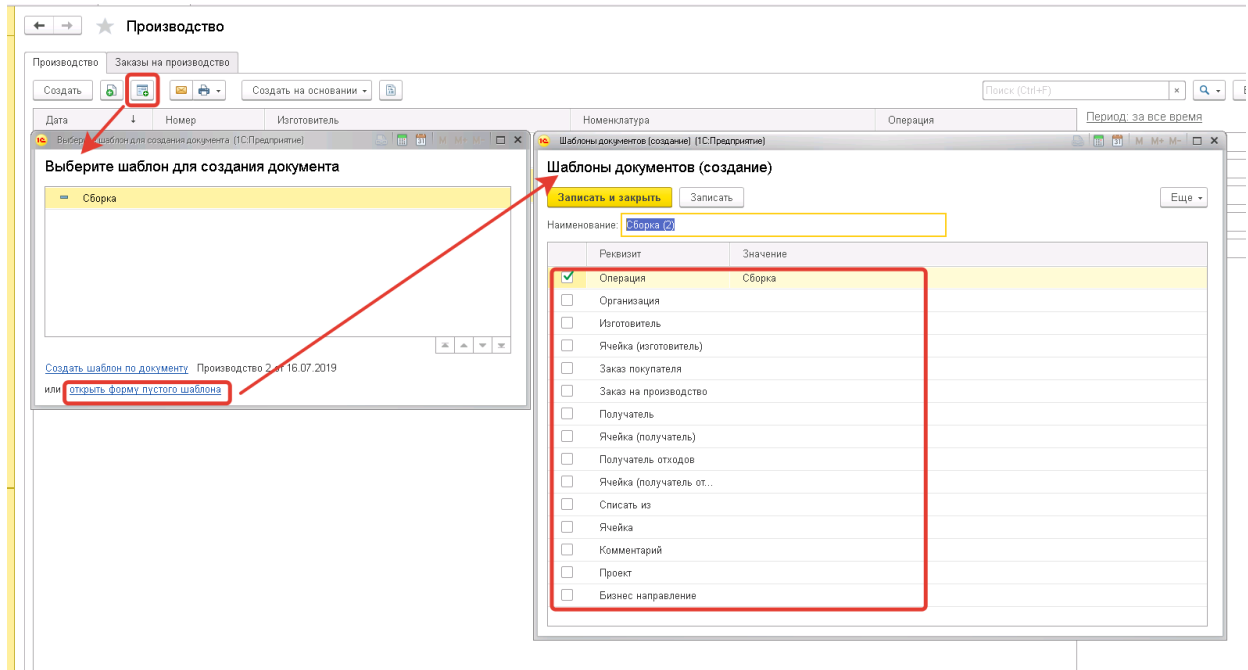 Производство
Производство Заказы на производство
Создать Создать на основании Поиск (Ctrl+F) ×
Дата ↓ Номер Изготовитель Номенклатура Операция Период: за все время
шаблон для создания документа (1С:Предприятие) M M+ M-
Выберите шаблон для создания документа
Сборка
Создать шаблон по документу Производство 2 от 16.07.2019
или открыть форму пустого шаблона
Шаблоны документов (создание) (1С:Предприятие) M M+ M-
Шаблоны документов (создание)
Записать и закрыть Записать Еще
Наименование: Сборка (2)
Реквизит Значение
Операция Сборка
Организация
Изготовитель
Ячейка (изготовитель)
Заказ покупателя
Заказ на производство
Получатель
Ячейка (получатель)
Получатель отходов
Ячейка (получатель от...
Списать из
Ячейка
Комментарий
Проект
Бизнес направление